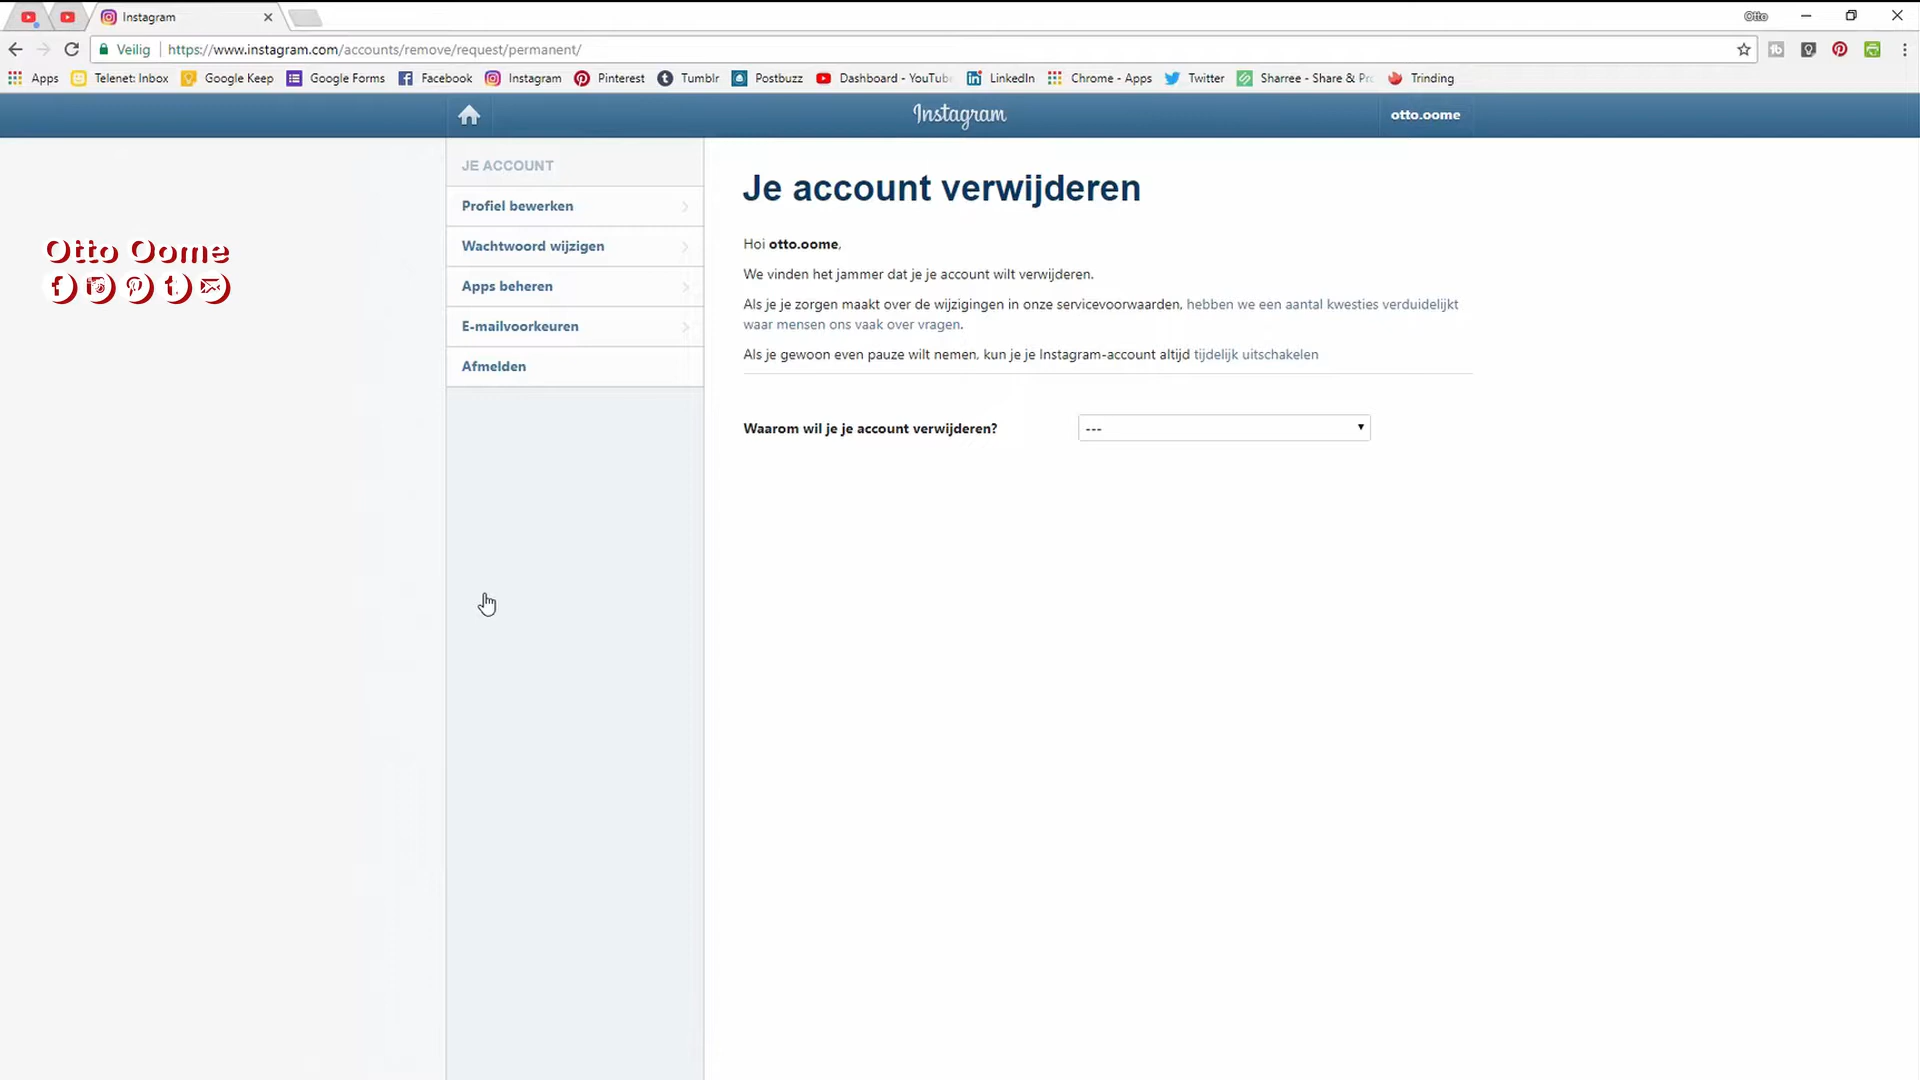 Instagram
Otto
Veilig https://www.instagram.com/accounts/remove/request/permanent/
Apps Telenet: Inbox Google Keep Google Forms Facebook Instagram Pinterest Tumblr Postbuzz Dashboard - YouTub LinkedIn Chrome - Apps Twitter Sharree - Share & Pr Trinding
Instagram
otto.oome
JE ACCOUNT
Profiel bewerken
Wachtwoord wijzigen
Apps beheren
E-mailvoorkeuren
Afmelden
Otto Oome
Je account verwijderen
Hoi otto.oome,
We vinden het jammer dat je je account wilt verwijderen.
Als je je zorgen maakt over de wijzigingen in onze servicevoorwaarden, hebben we een aantal kwesties verduidelijkt
waar mensen ons vaak over vragen.
Als je gewoon even pauze wilt nemen, kun je je Instagram-account altijd tijdelijk uitschakelen
Waarom wil je je account verwijderen? ---